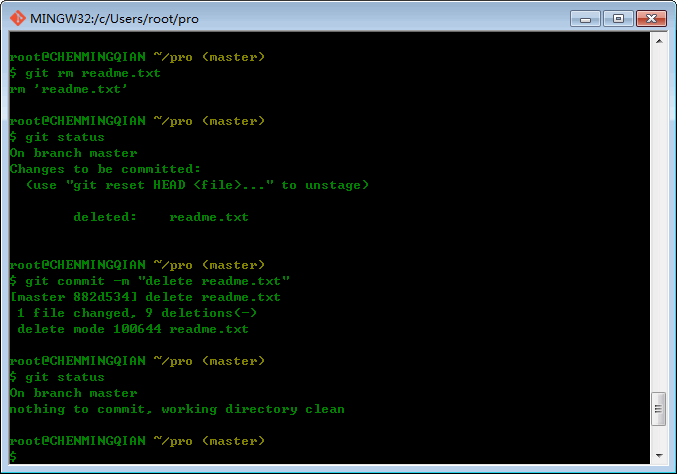 MINGW32:/c/Users/root/pro
root@CHENMINGQIAN ~/pro (master)
$ git rm readme.txt
rm 'readme.txt'
root@CHENMINGQIAN ~/pro (master)
$ git status
On branch master
Changes to be committed:
  (use "git reset HEAD <file>..." to unstage)
        deleted:    readme.txt
root@CHENMINGQIAN ~/pro (master)
$ git commit -m "delete readme.txt"
[master 882d534] delete readme.txt
 1 file changed, 9 deletions(-)
 delete mode 100644 readme.txt
root@CHENMINGQIAN ~/pro (master)
$ git status
On branch master
nothing to commit, working directory clean
root@CHENMINGQIAN ~/pro (master)
$